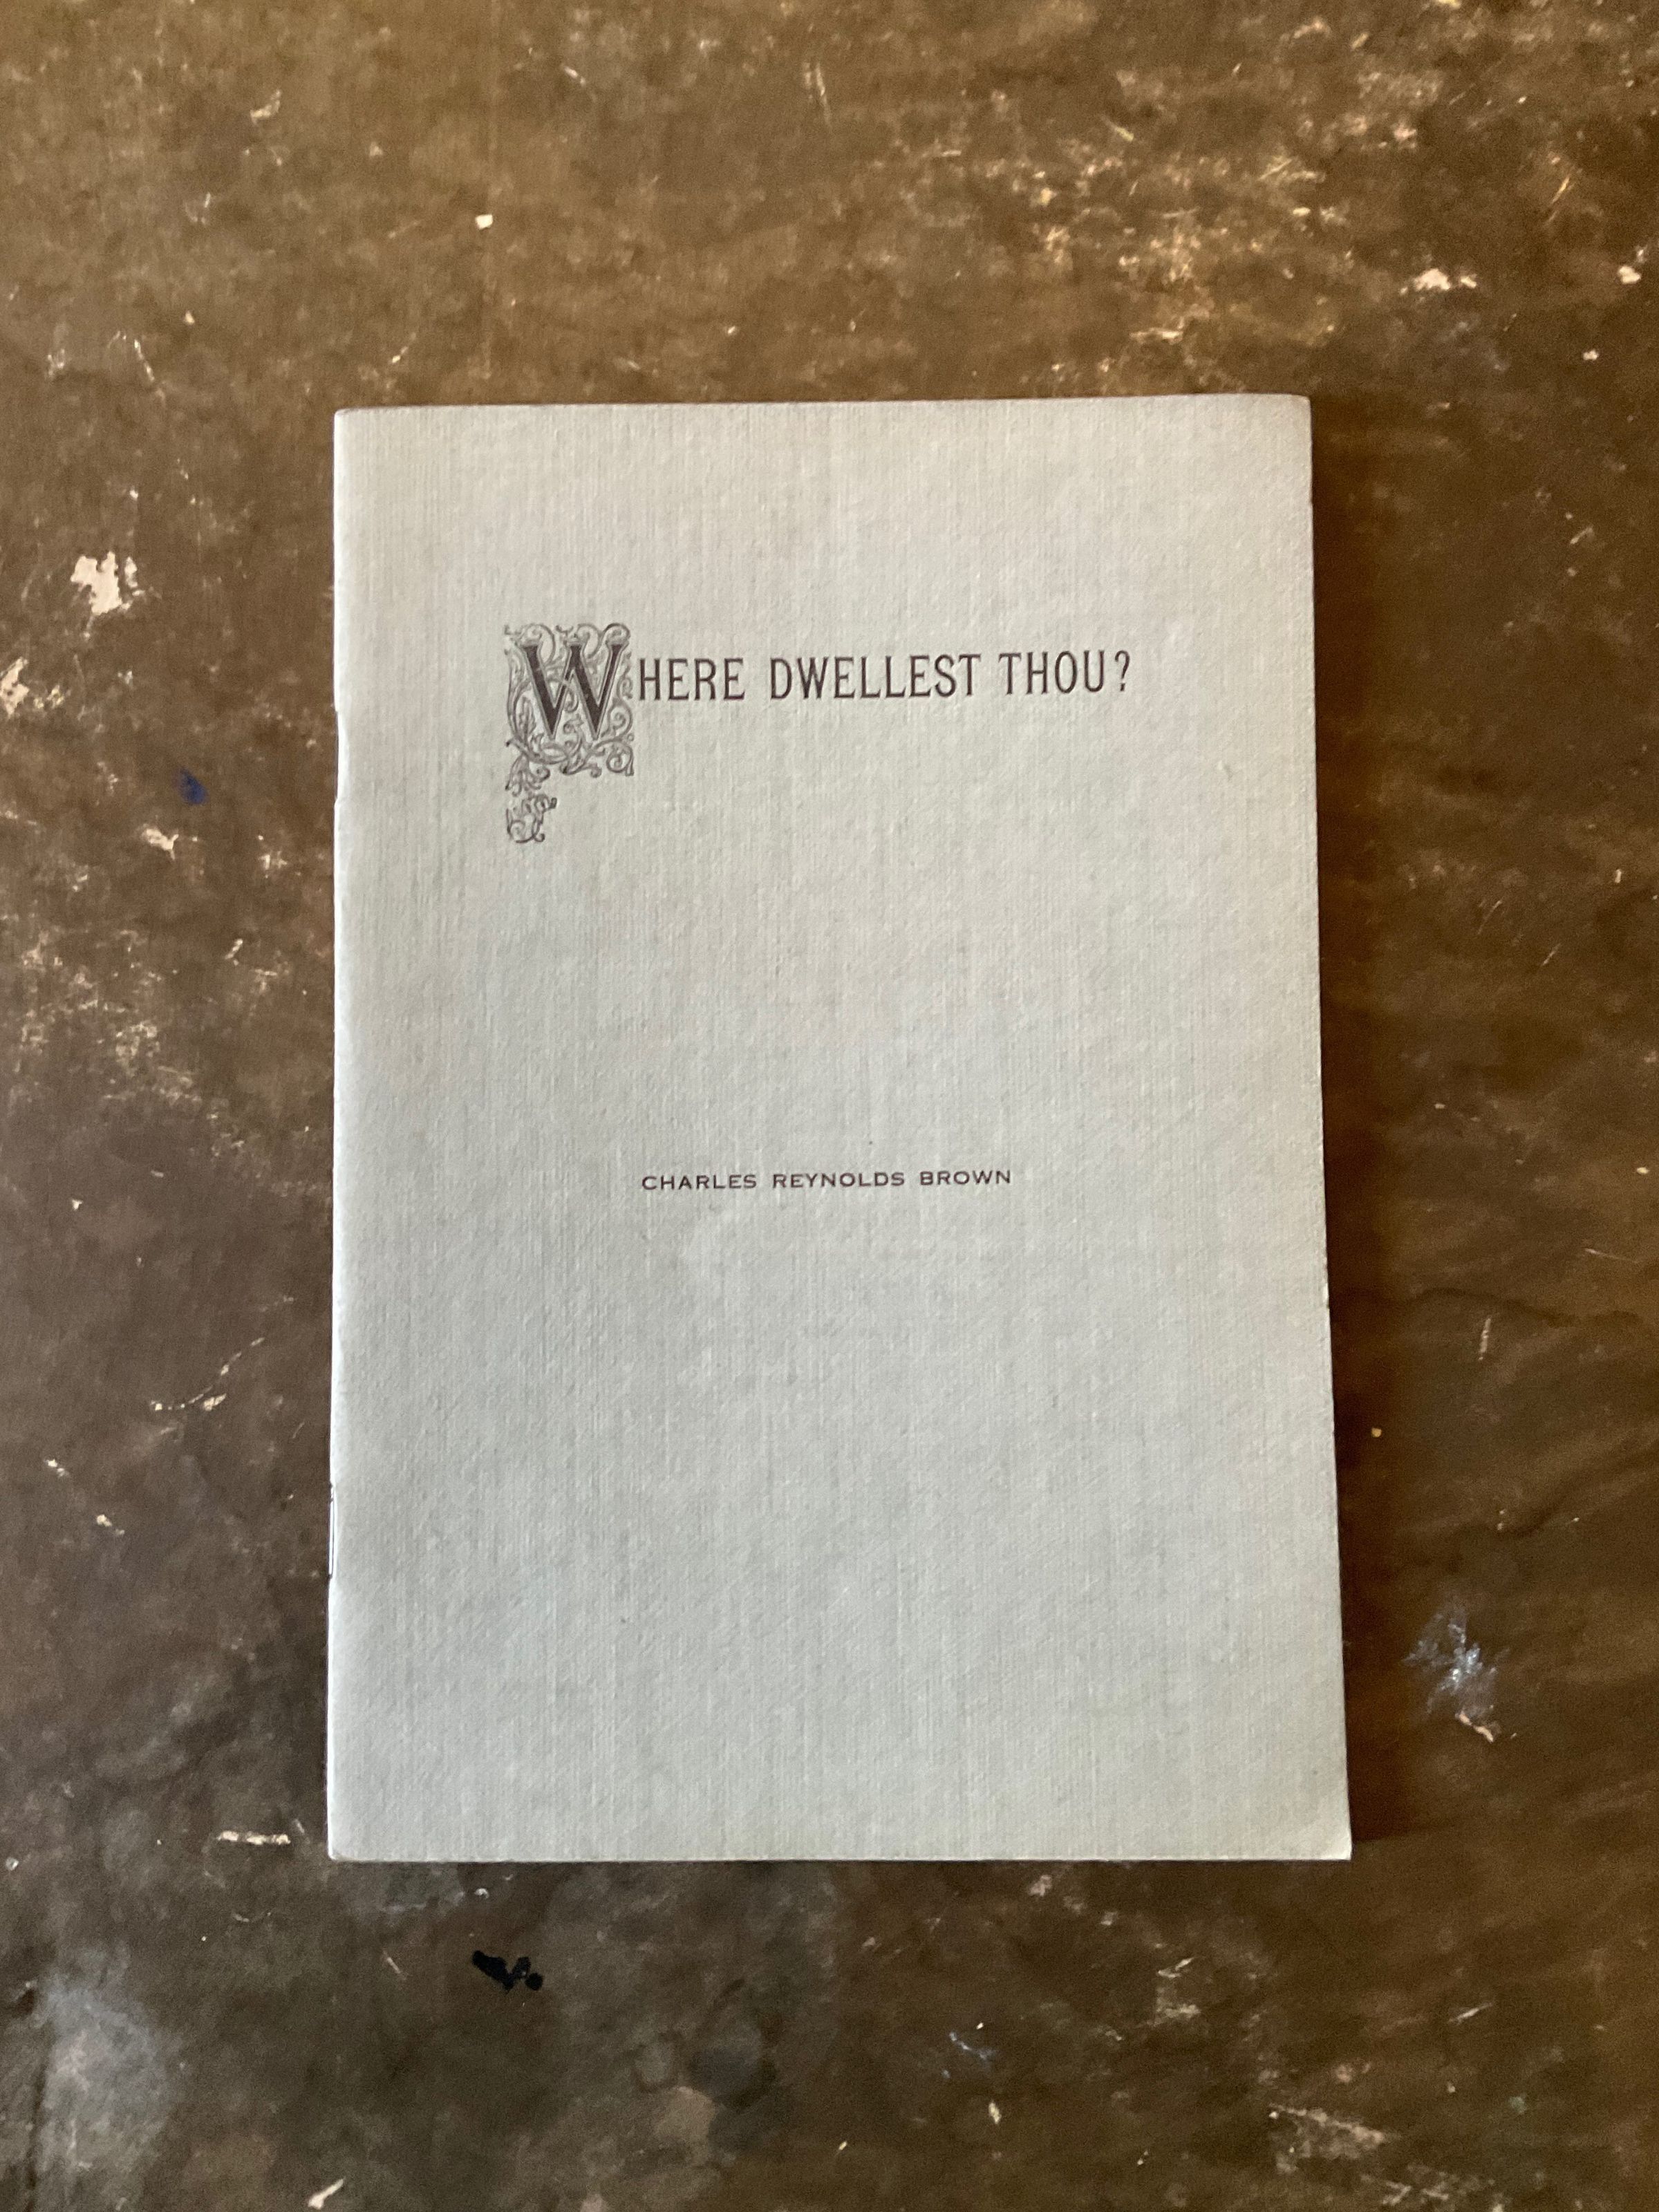 WHERE DWELLEST THOU?
CHARLES REYNOLDS BROWN